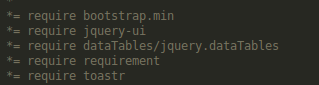 *= require bootstrap.min
*= require jquery-ui
*= require dataTables/jquery.dataTables
*= require requirement
*= require toastr